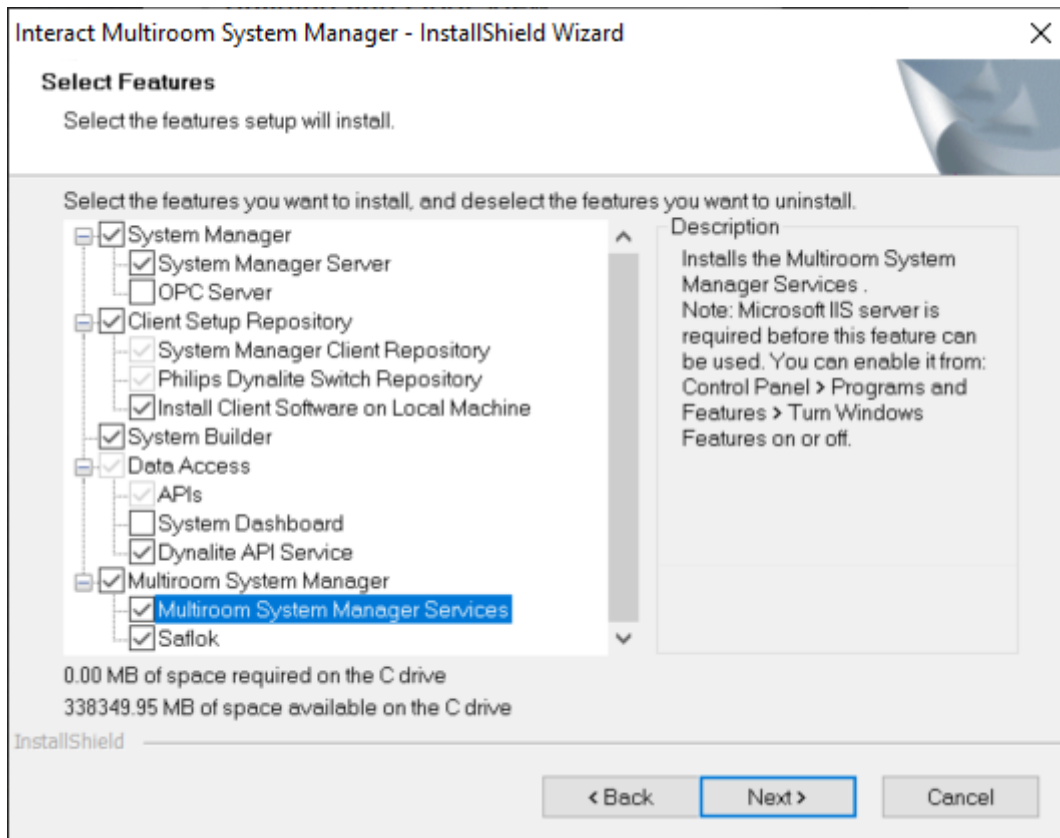 Interact Multiroom System Manager - InstallShield Wizard
Select Features
Select the features setup will install.
Select the features you want to install, and deselect the features you want to uninstall.
System Manager
System Manager Server
OPC Server
Client Setup Repository
System Manager Client Repository
Philips Dynalite Switch Repository
Install Client Software on Local Machine
System Builder
Data Access
APIs
System Dashboard
Dynalite API Service
Multiroom System Manager
Multiroom System Manager Services
Saflok
Description
Installs the Multiroom System
Manager Services .
Note: Microsoft IIS server is
required before this feature can
be used. You can enable it from:
Control Panel > Programs and
Features > Turn Windows
Features on or off.
0.00 MB of space required on the C drive
338349.95 MB of space available on the C drive
InstallShield
< Back
Next >
Cancel